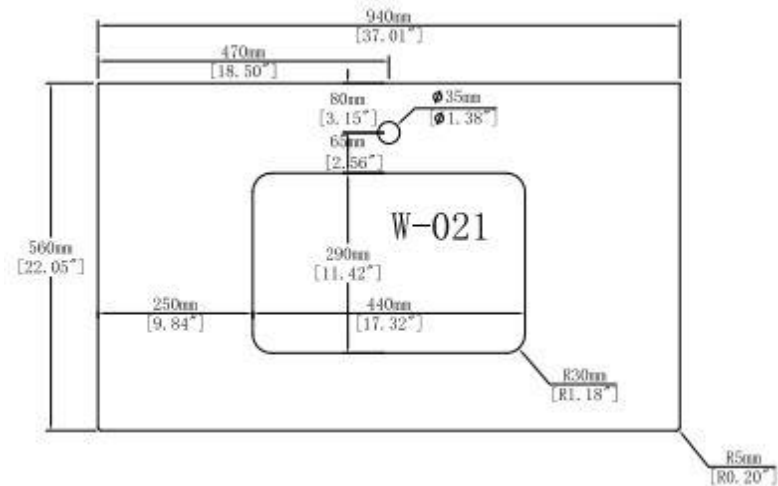 940mm
[37.01"]
470mm
[18.50"]
80mm
[3.15"]
ϕ35mm
[ϕ1.38"]
65mm
[2.56"]
W-021
560mm
[22.05"]
290mm
[11.42"]
250mm
[9.84"]
440mm
[17.32"]
R30mm
[R1.18"]
R5mm
[R0.20"]